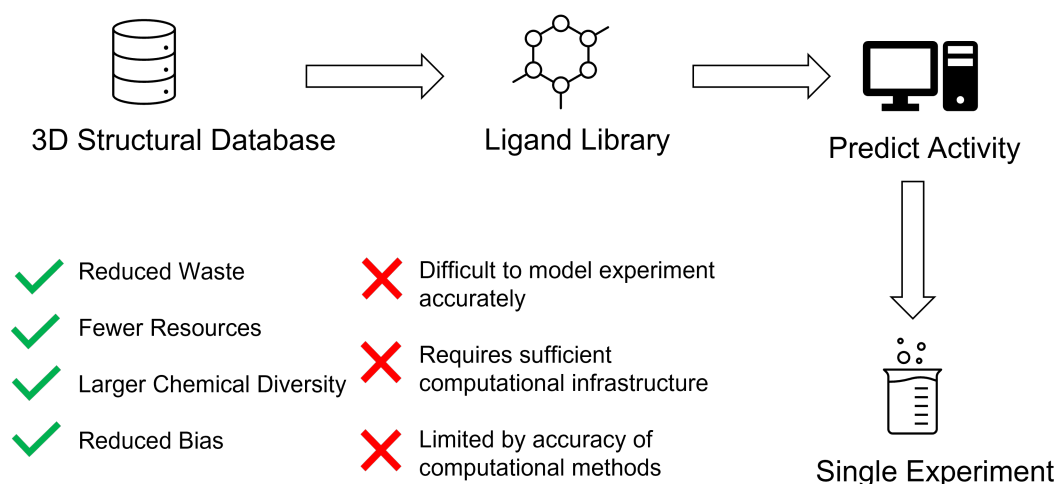 3D Structural Database
Ligand Library
Predict Activity
Reduced Waste
Fewer Resources
Larger Chemical Diversity
Reduced Bias
Difficult to model experiment
accurately
Requires sufficient
computational infrastructure
Limited by accuracy of
computational methods
Single Experiment